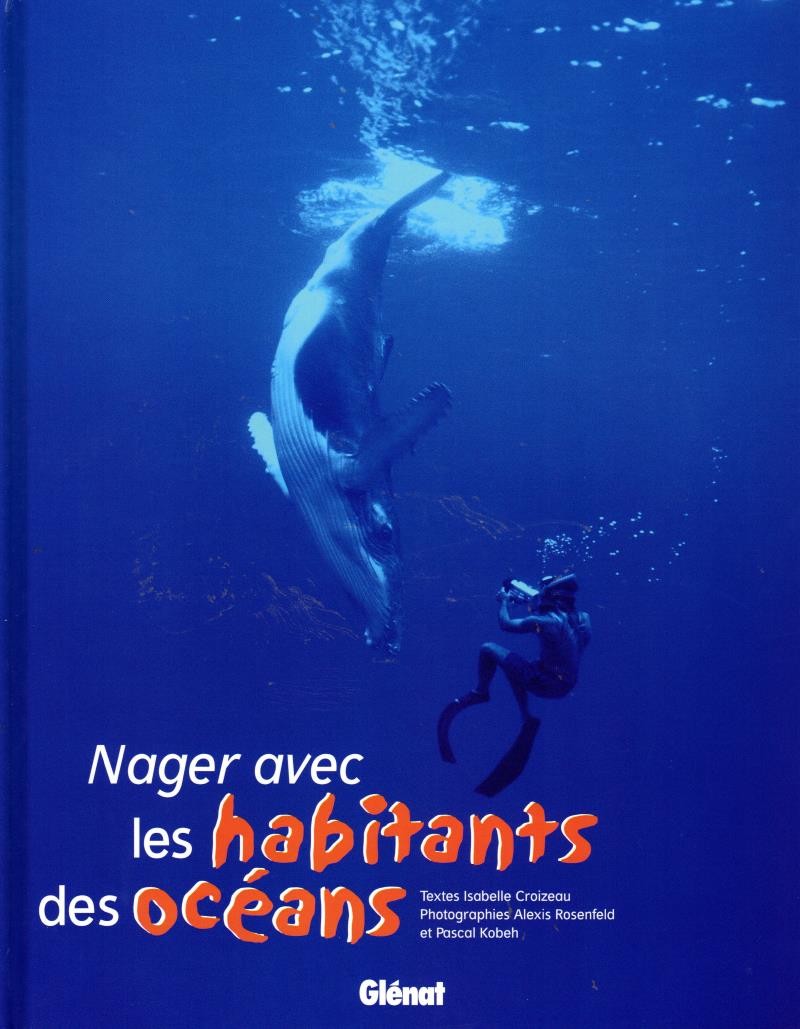 Nager avec
les habitants
des océans
Textes Isabelle Croizeau
Photographies Alexis Rosenfeld
et Pascal Kobeh
Glénat